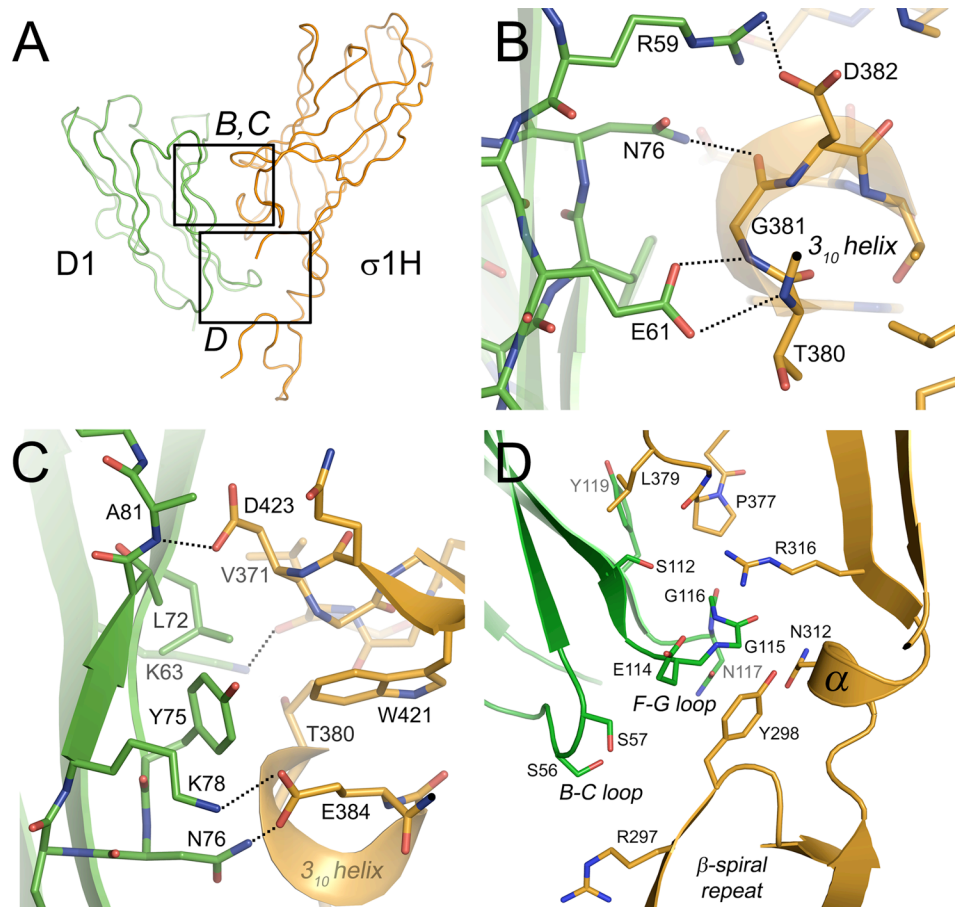 A
B, C
D1
σ1H
D
B
R59
D382
N76
G381
3₁₀ helix
E61
T380
C
A81
D423
V371
L72
K63
W421
Y75
T380
K78
E384
N76
3₁₀ helix
D
Y119
L379
P377
S112
R316
G116
G115
N312
E114
N117
α
F-G loop
Y298
S57
S56
B-C loop
R297
β-spiral
repeat